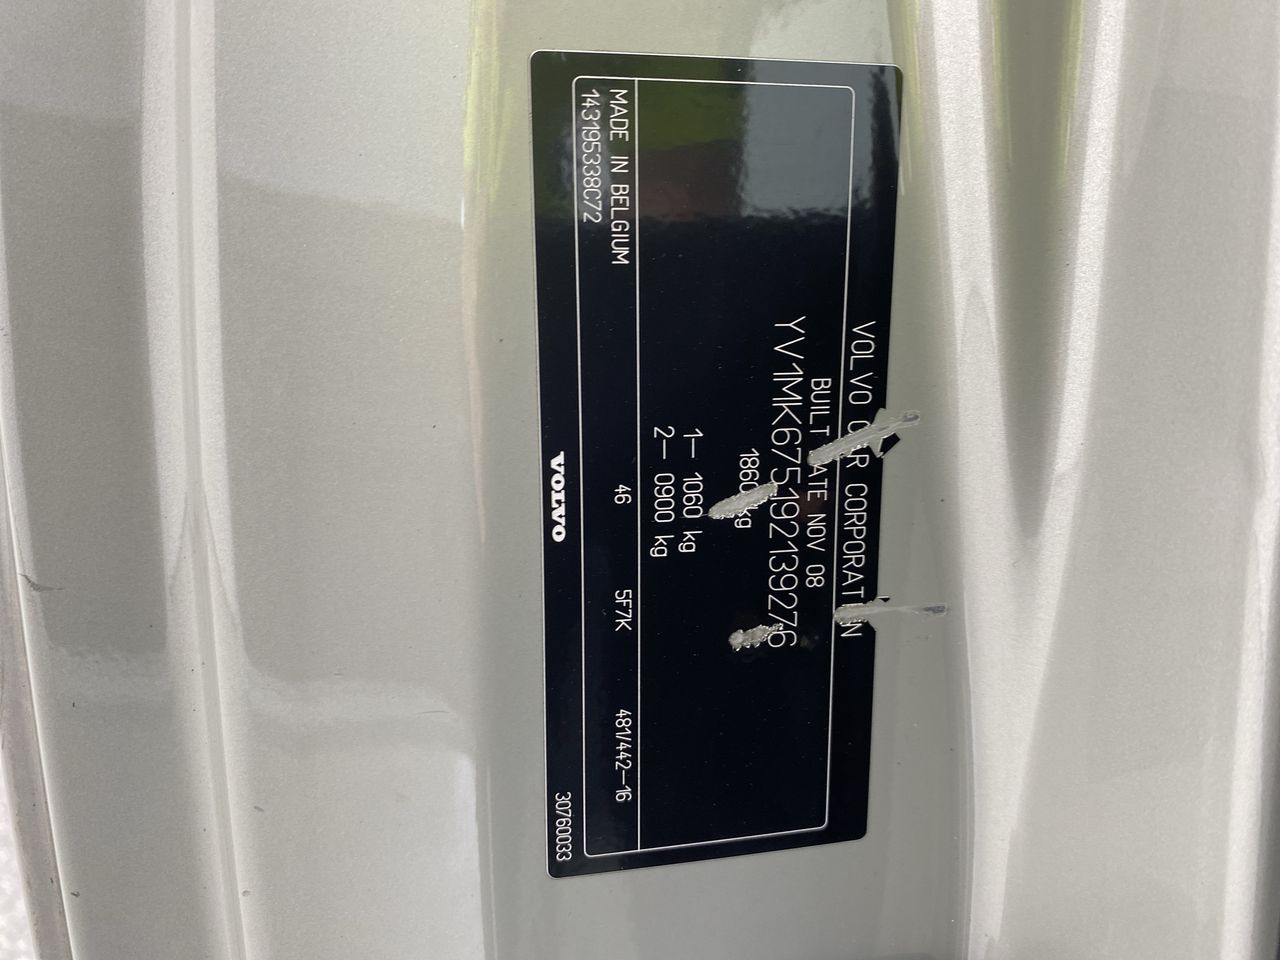 VOLVO CAR CORPORATION
BUILT DATE NOV 08
YV1MK675192139276
1860 kg
1— 1060 kg
2— 0900 kg
MADE IN BELGIUM 46 5F7K 481/442—16
143195338C72
VOLVO 30760033